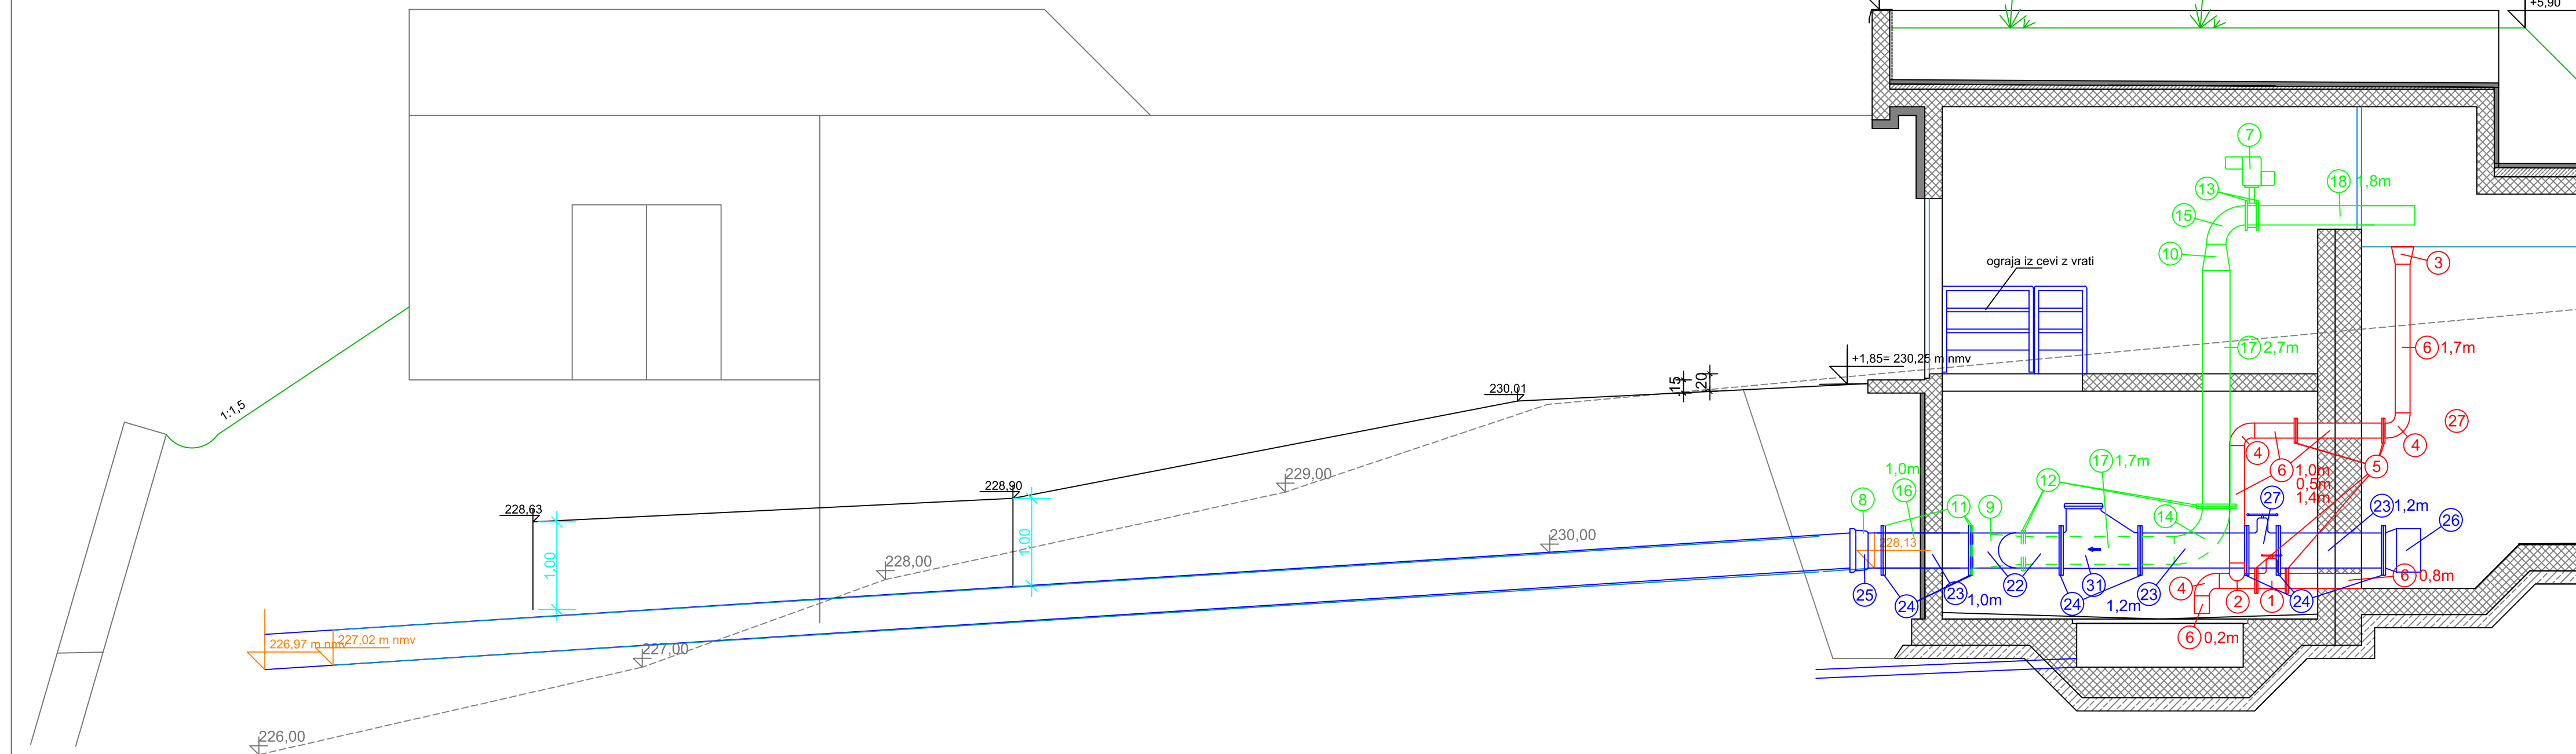 +5,90
7
13
18 1,8m
15
10
3
ograja iz cevi z vrati
17 2,7m
6 1,7m
+1,85= 230,25 m nmv
15
20
1:1,5
230,01
27
4
4
5
6 1,0m
0,5m
1,4m
17 1,7m
12
1,0m
16
229,00
228,90
8
11
9
27
23 1,2m
26
14
228,63
1,00
1,00
230,00
228,13
228,00
25
24
23 1,0m
22
24
31
1,2m
23
4
2
1
24
6 0,8m
6 0,2m
226,97 m nmv
227,02 m nmv
227,00
226,00